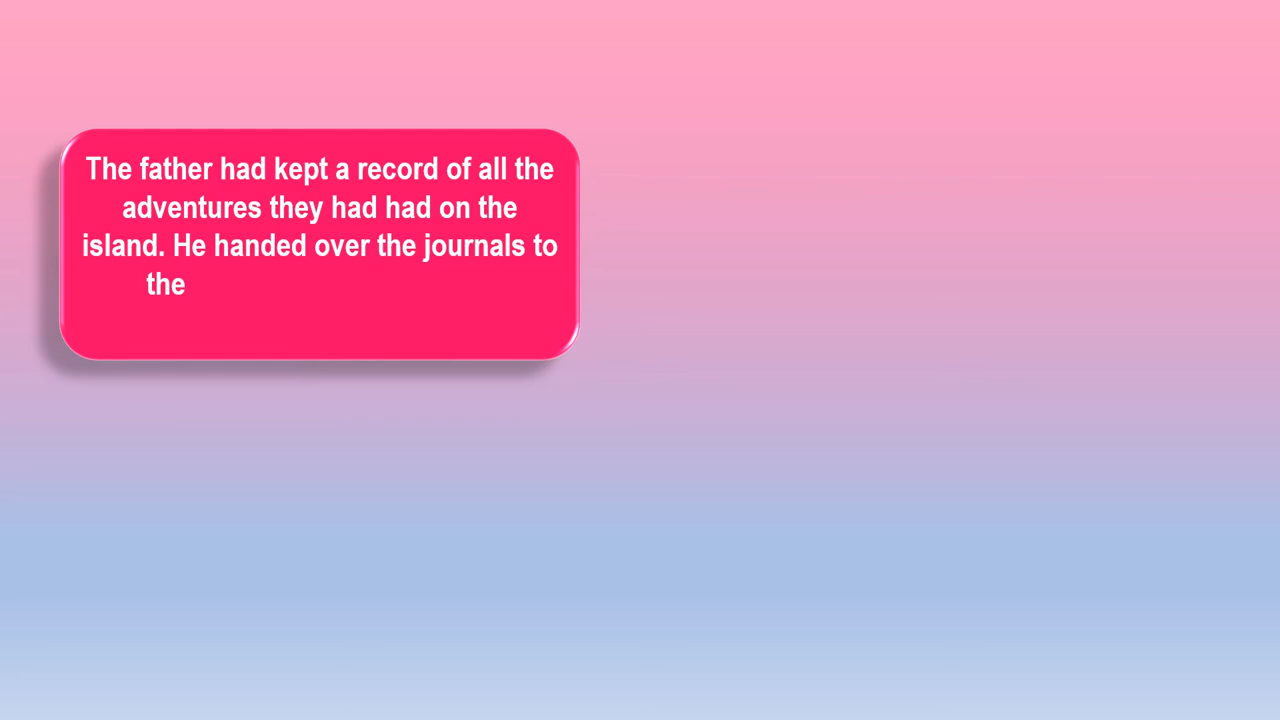 The father had kept a record of all the
adventures they had had on the
island. He handed over the journals to
the